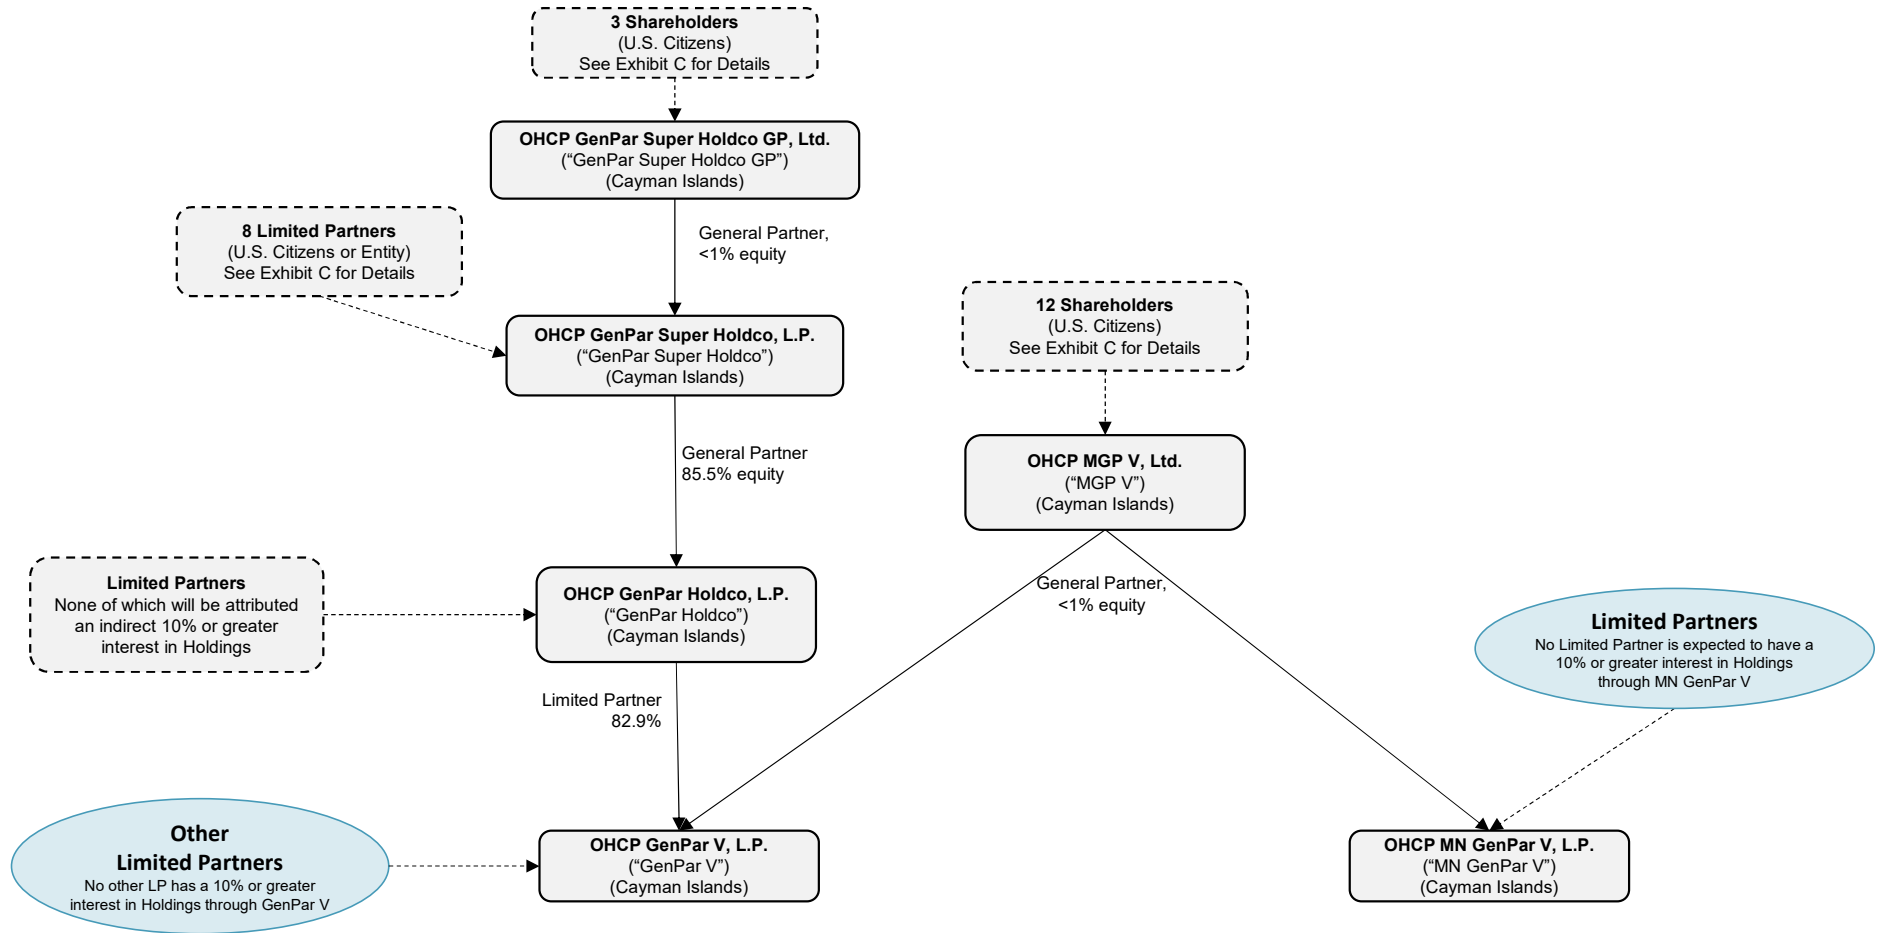 3 Shareholders
(U.S. Citizens)
See Exhibit C for Details
OHCP GenPar Super Holdco GP, Ltd.
(“GenPar Super Holdco GP”)
(Cayman Islands)
8 Limited Partners
(U.S. Citizens or Entity)
See Exhibit C for Details
General Partner,
<1% equity
OHCP GenPar Super Holdco, L.P.
(“GenPar Super Holdco”)
(Cayman Islands)
12 Shareholders
(U.S. Citizens)
See Exhibit C for Details
General Partner
85.5% equity
OHCP MGP V, Ltd.
(“MGP V”)
(Cayman Islands)
Limited Partners
None of which will be attributed
an indirect 10% or greater
interest in Holdings
OHCP GenPar Holdco, L.P.
(“GenPar Holdco”)
(Cayman Islands)
General Partner,
<1% equity
Limited Partners
No Limited Partner is expected to have a
10% or greater interest in Holdings
through MN GenPar V
Limited Partner
82.9%
Other
Limited Partners
No other LP has a 10% or greater
interest in Holdings through GenPar V
OHCP GenPar V, L.P.
(“GenPar V”)
(Cayman Islands)
OHCP MN GenPar V, L.P.
(“MN GenPar V”)
(Cayman Islands)